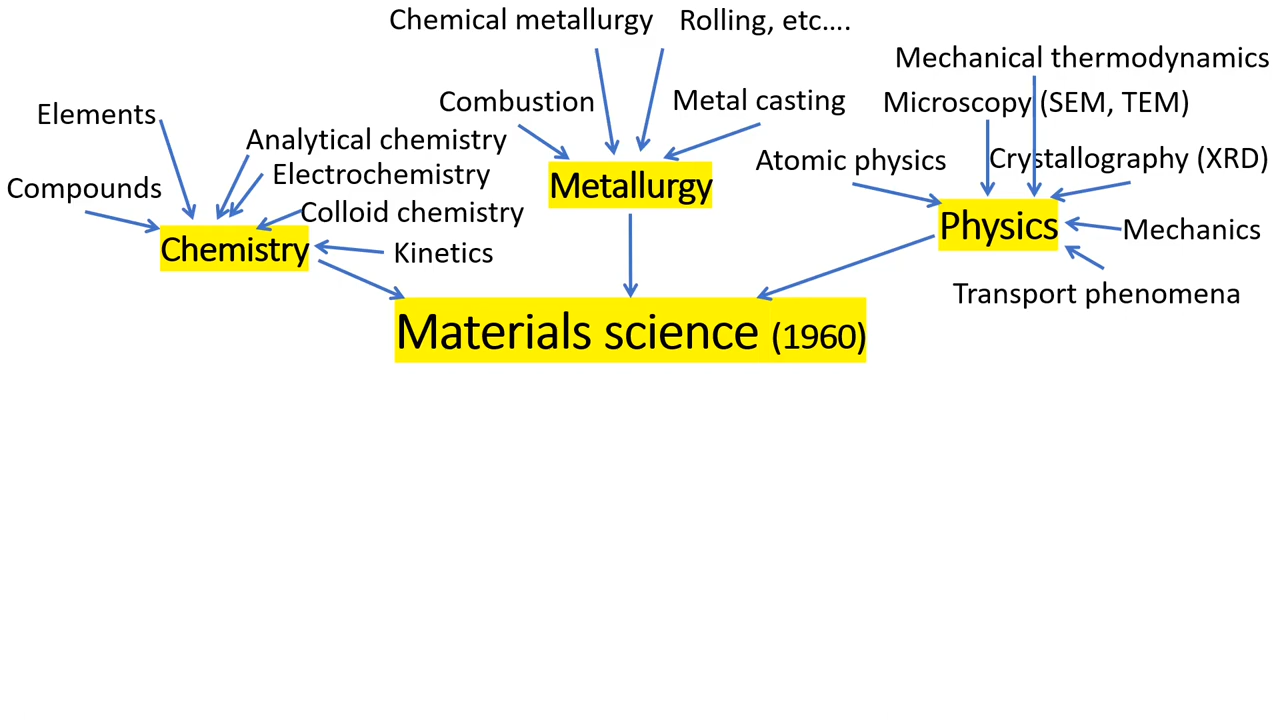 Chemical metallurgy
Rolling, etc....
Mechanical thermodynamics
Combustion
Metal casting
Microscopy (SEM, TEM)
Elements
Analytical chemistry
Atomic physics
Crystallography (XRD)
Electrochemistry
Compounds
Metallurgy
Colloid chemistry
Physics
Mechanics
Chemistry
Kinetics
Transport phenomena
Materials science (1960)